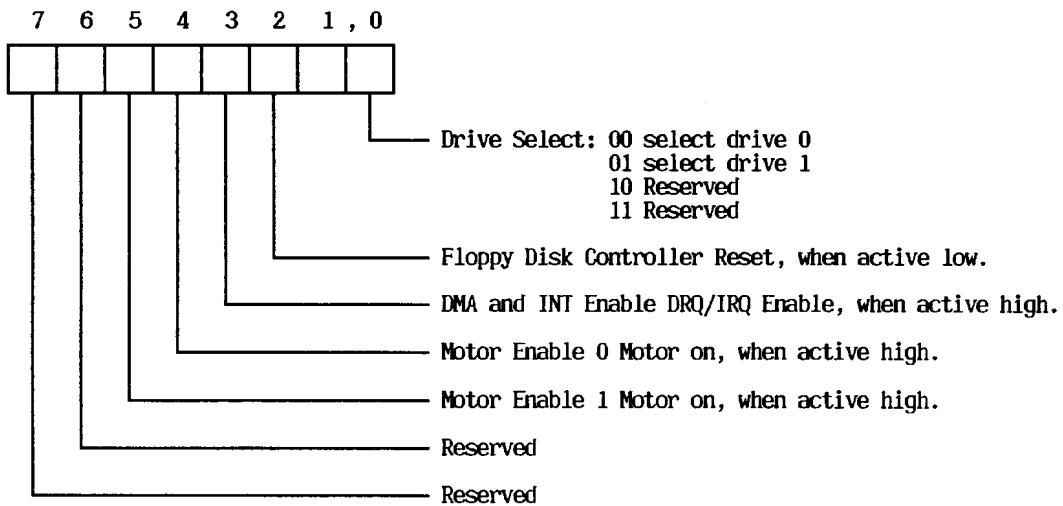 7 6 5 4 3 2 1 , 0
Drive Select: 00 select drive 0
01 select drive 1
10 Reserved
11 Reserved
Floppy Disk Controller Reset, when active low.
DMA and INT Enable DRQ/IRQ Enable, when active high.
Motor Enable 0 Motor on, when active high.
Motor Enable 1 Motor on, when active high.
Reserved
Reserved